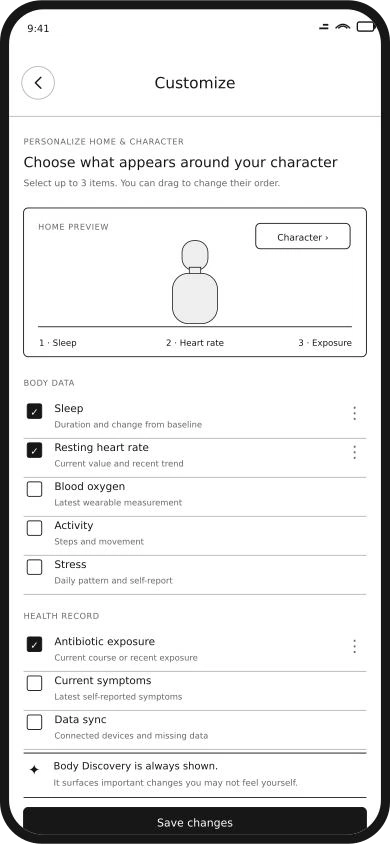 9:41
Customize
PERSONALIZE HOME & CHARACTER
Choose what appears around your character
Select up to 3 items. You can drag to change their order.
HOME PREVIEW
Character ›
1 · Sleep
2 · Heart rate
3 · Exposure
BODY DATA
Sleep
Duration and change from baseline
Resting heart rate
Current value and recent trend
Blood oxygen
Latest wearable measurement
Activity
Steps and movement
Stress
Daily pattern and self-report
HEALTH RECORD
Antibiotic exposure
Current course or recent exposure
Current symptoms
Latest self-reported symptoms
Data sync
Connected devices and missing data
Body Discovery is always shown.
It surfaces important changes you may not feel yourself.
Save changes